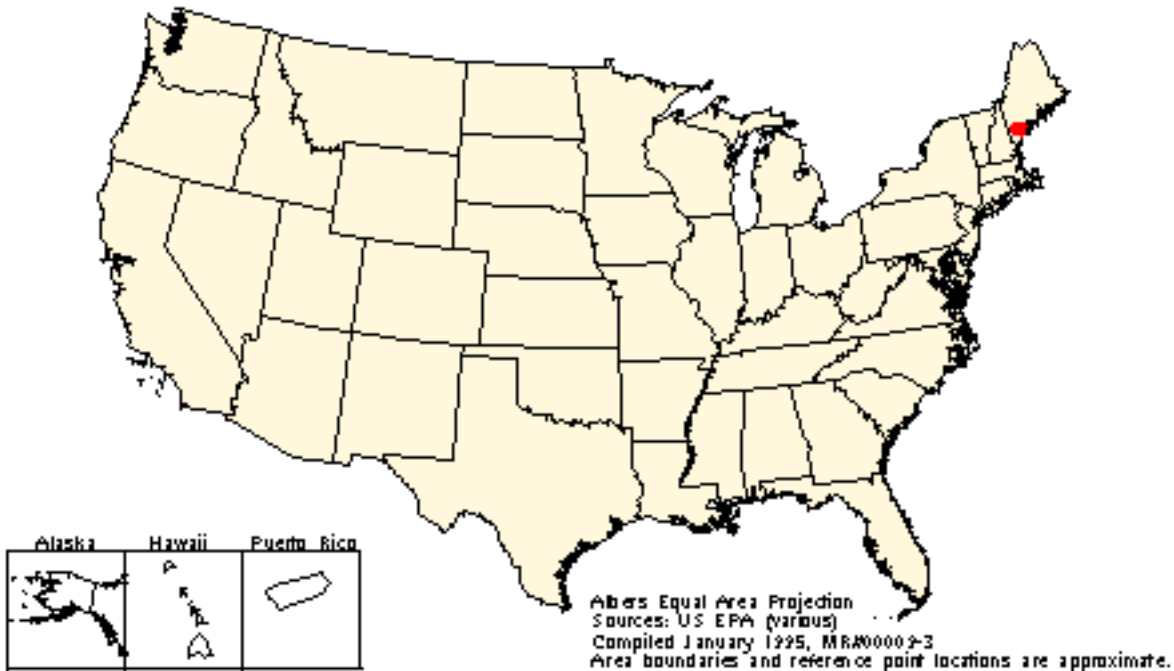 Alaska Hawaii Puerto Rico
Albers Equal Area Projection
Sources: US EPA (various)
Compiled January 1995, MR#00009-3
Area boundaries and reference point locations are approximate.